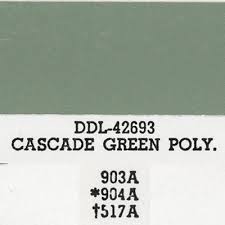 DDL-42693
CASCADE GREEN POLY.
903A
*904A
†517A